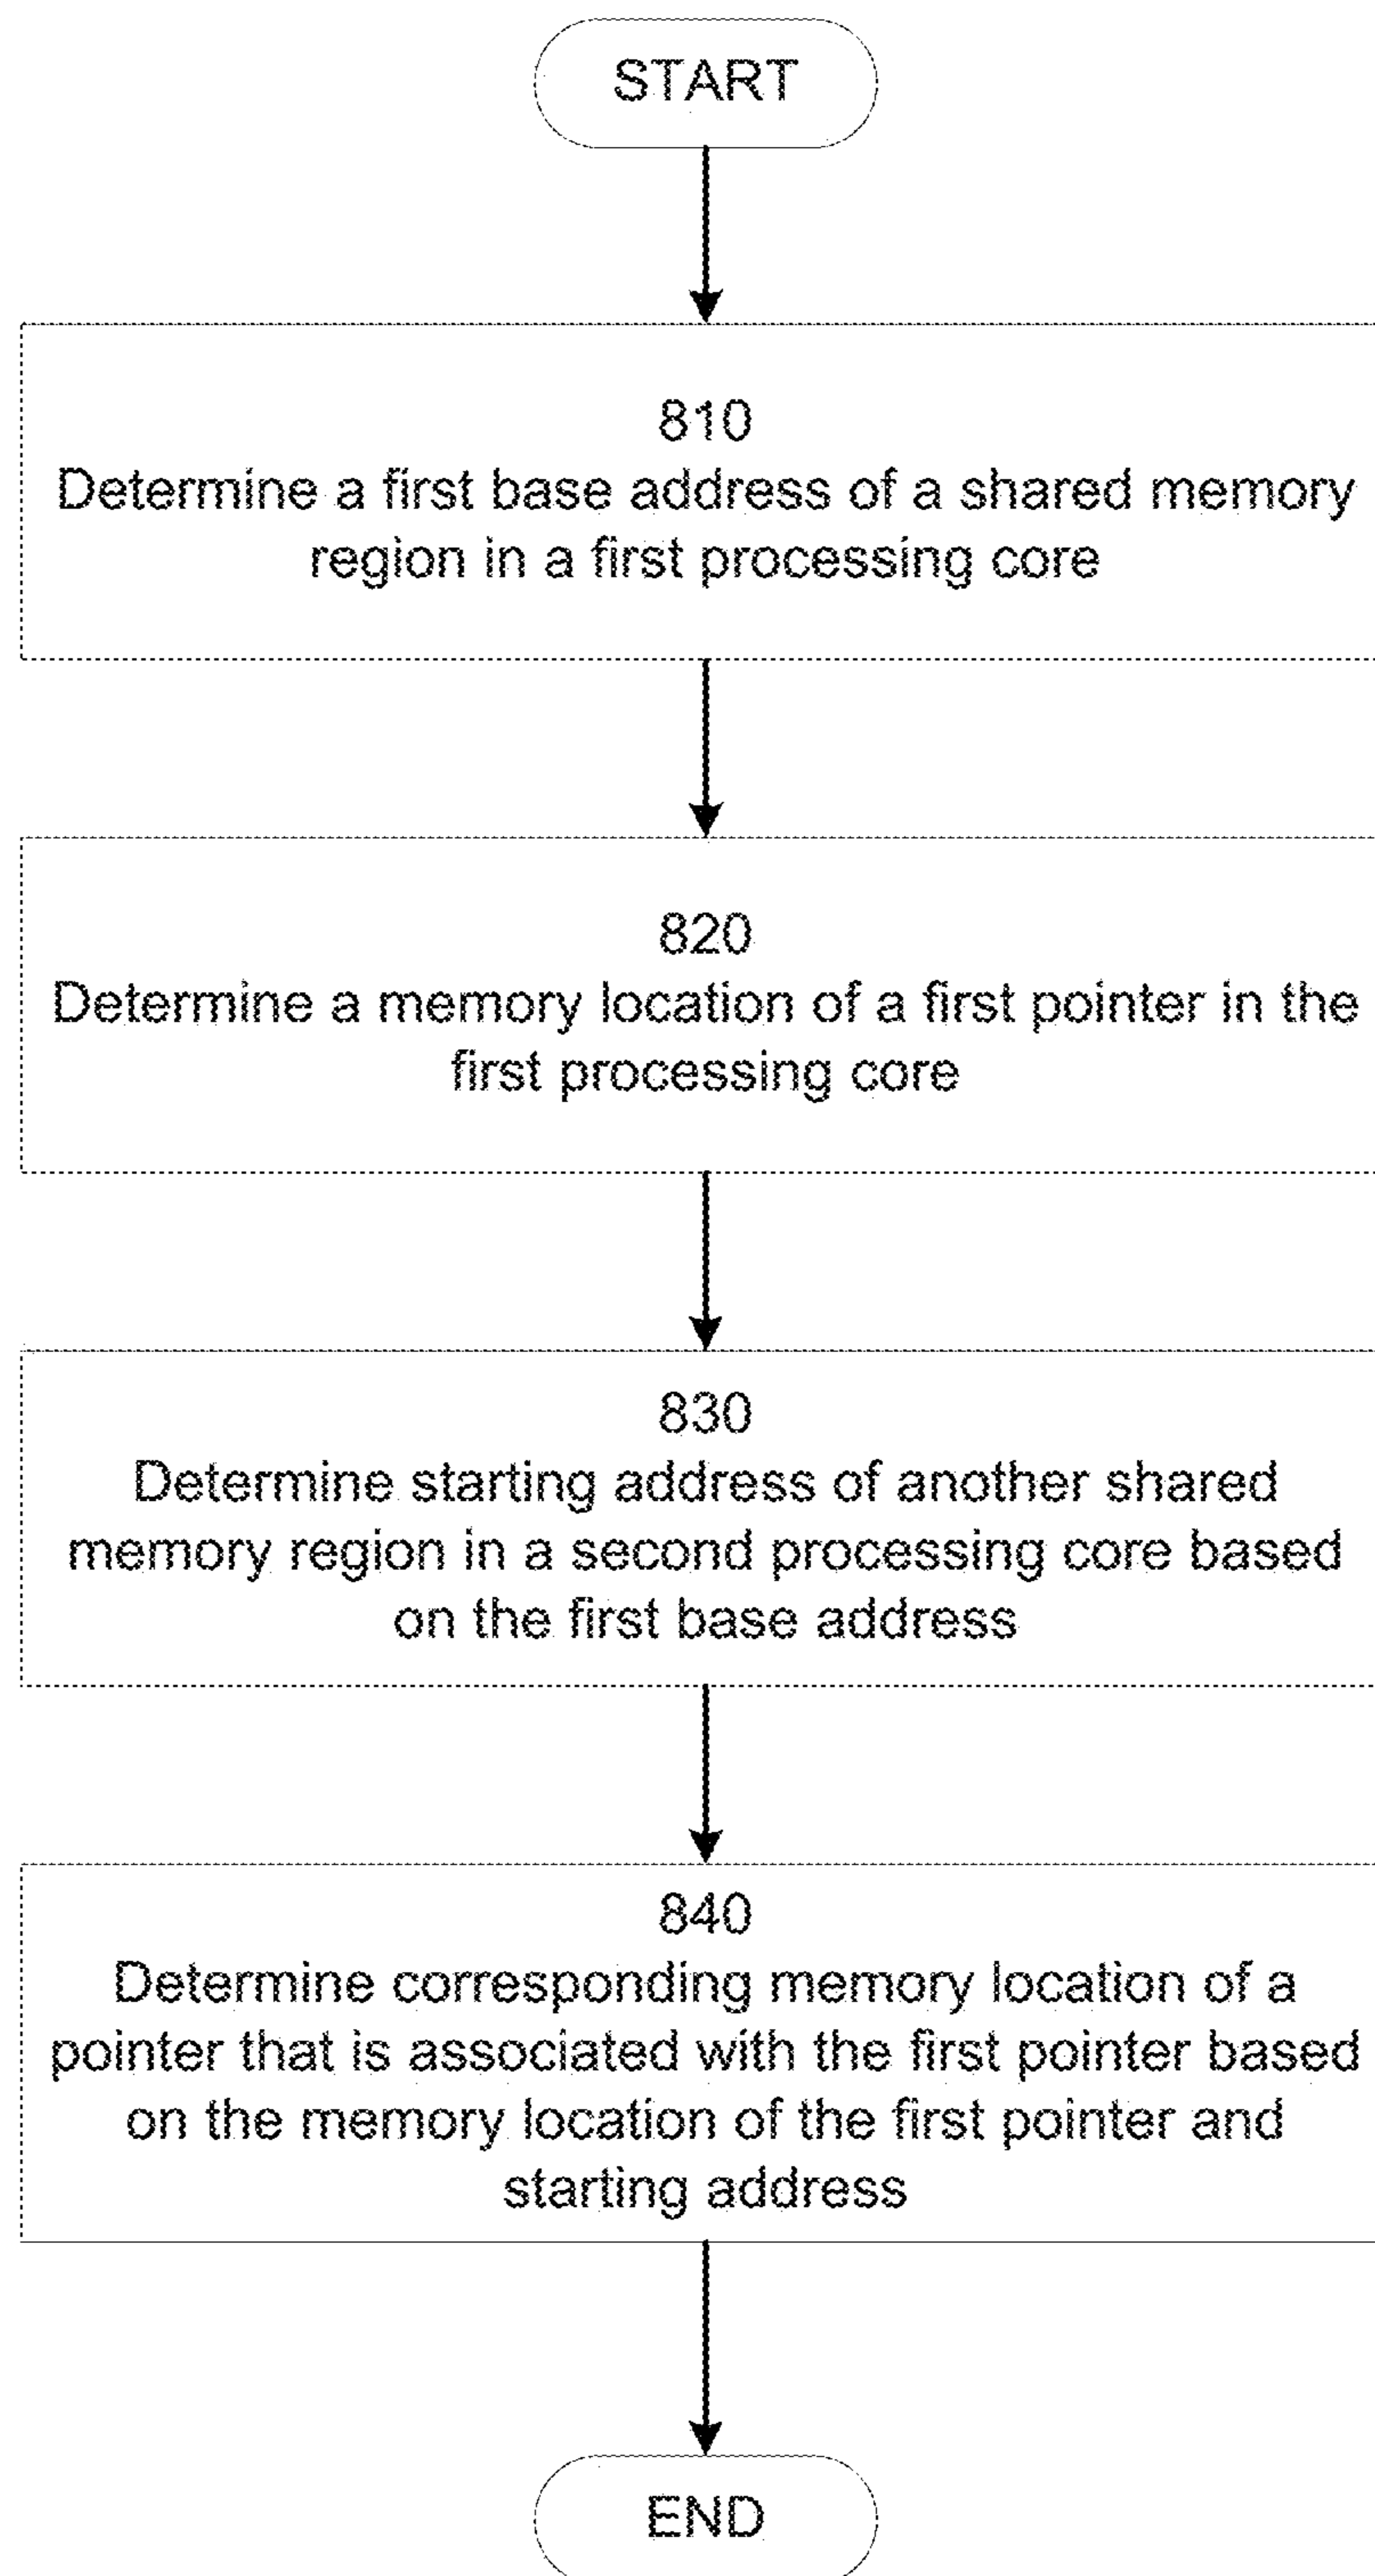 START
810
Determine a first base address of a shared memory
region in a first processing core
820
Determine a memory location of a first pointer in the
first processing core
830
Determine starting address of another shared
memory region in a second processing core based
on the first base address
840
Determine corresponding memory location of a
pointer that is associated with the first pointer based
on the memory location of the first pointer and
starting address
END